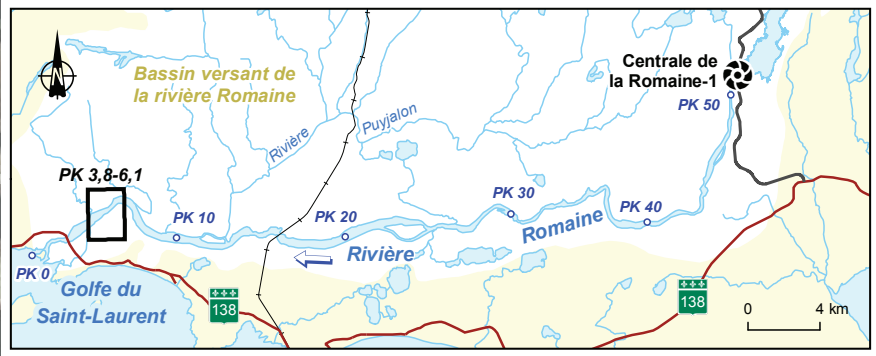 Centrale de
la Romaine-1
PK 50
Bassin versant de
la rivière Romaine
Rivière
Puyjalon
PK 3,8-6,1
PK 10
PK 20
PK 30
PK 40
Romaine
Rivière
PK 0
Golfe du
Saint-Laurent
138
138
0 4 km